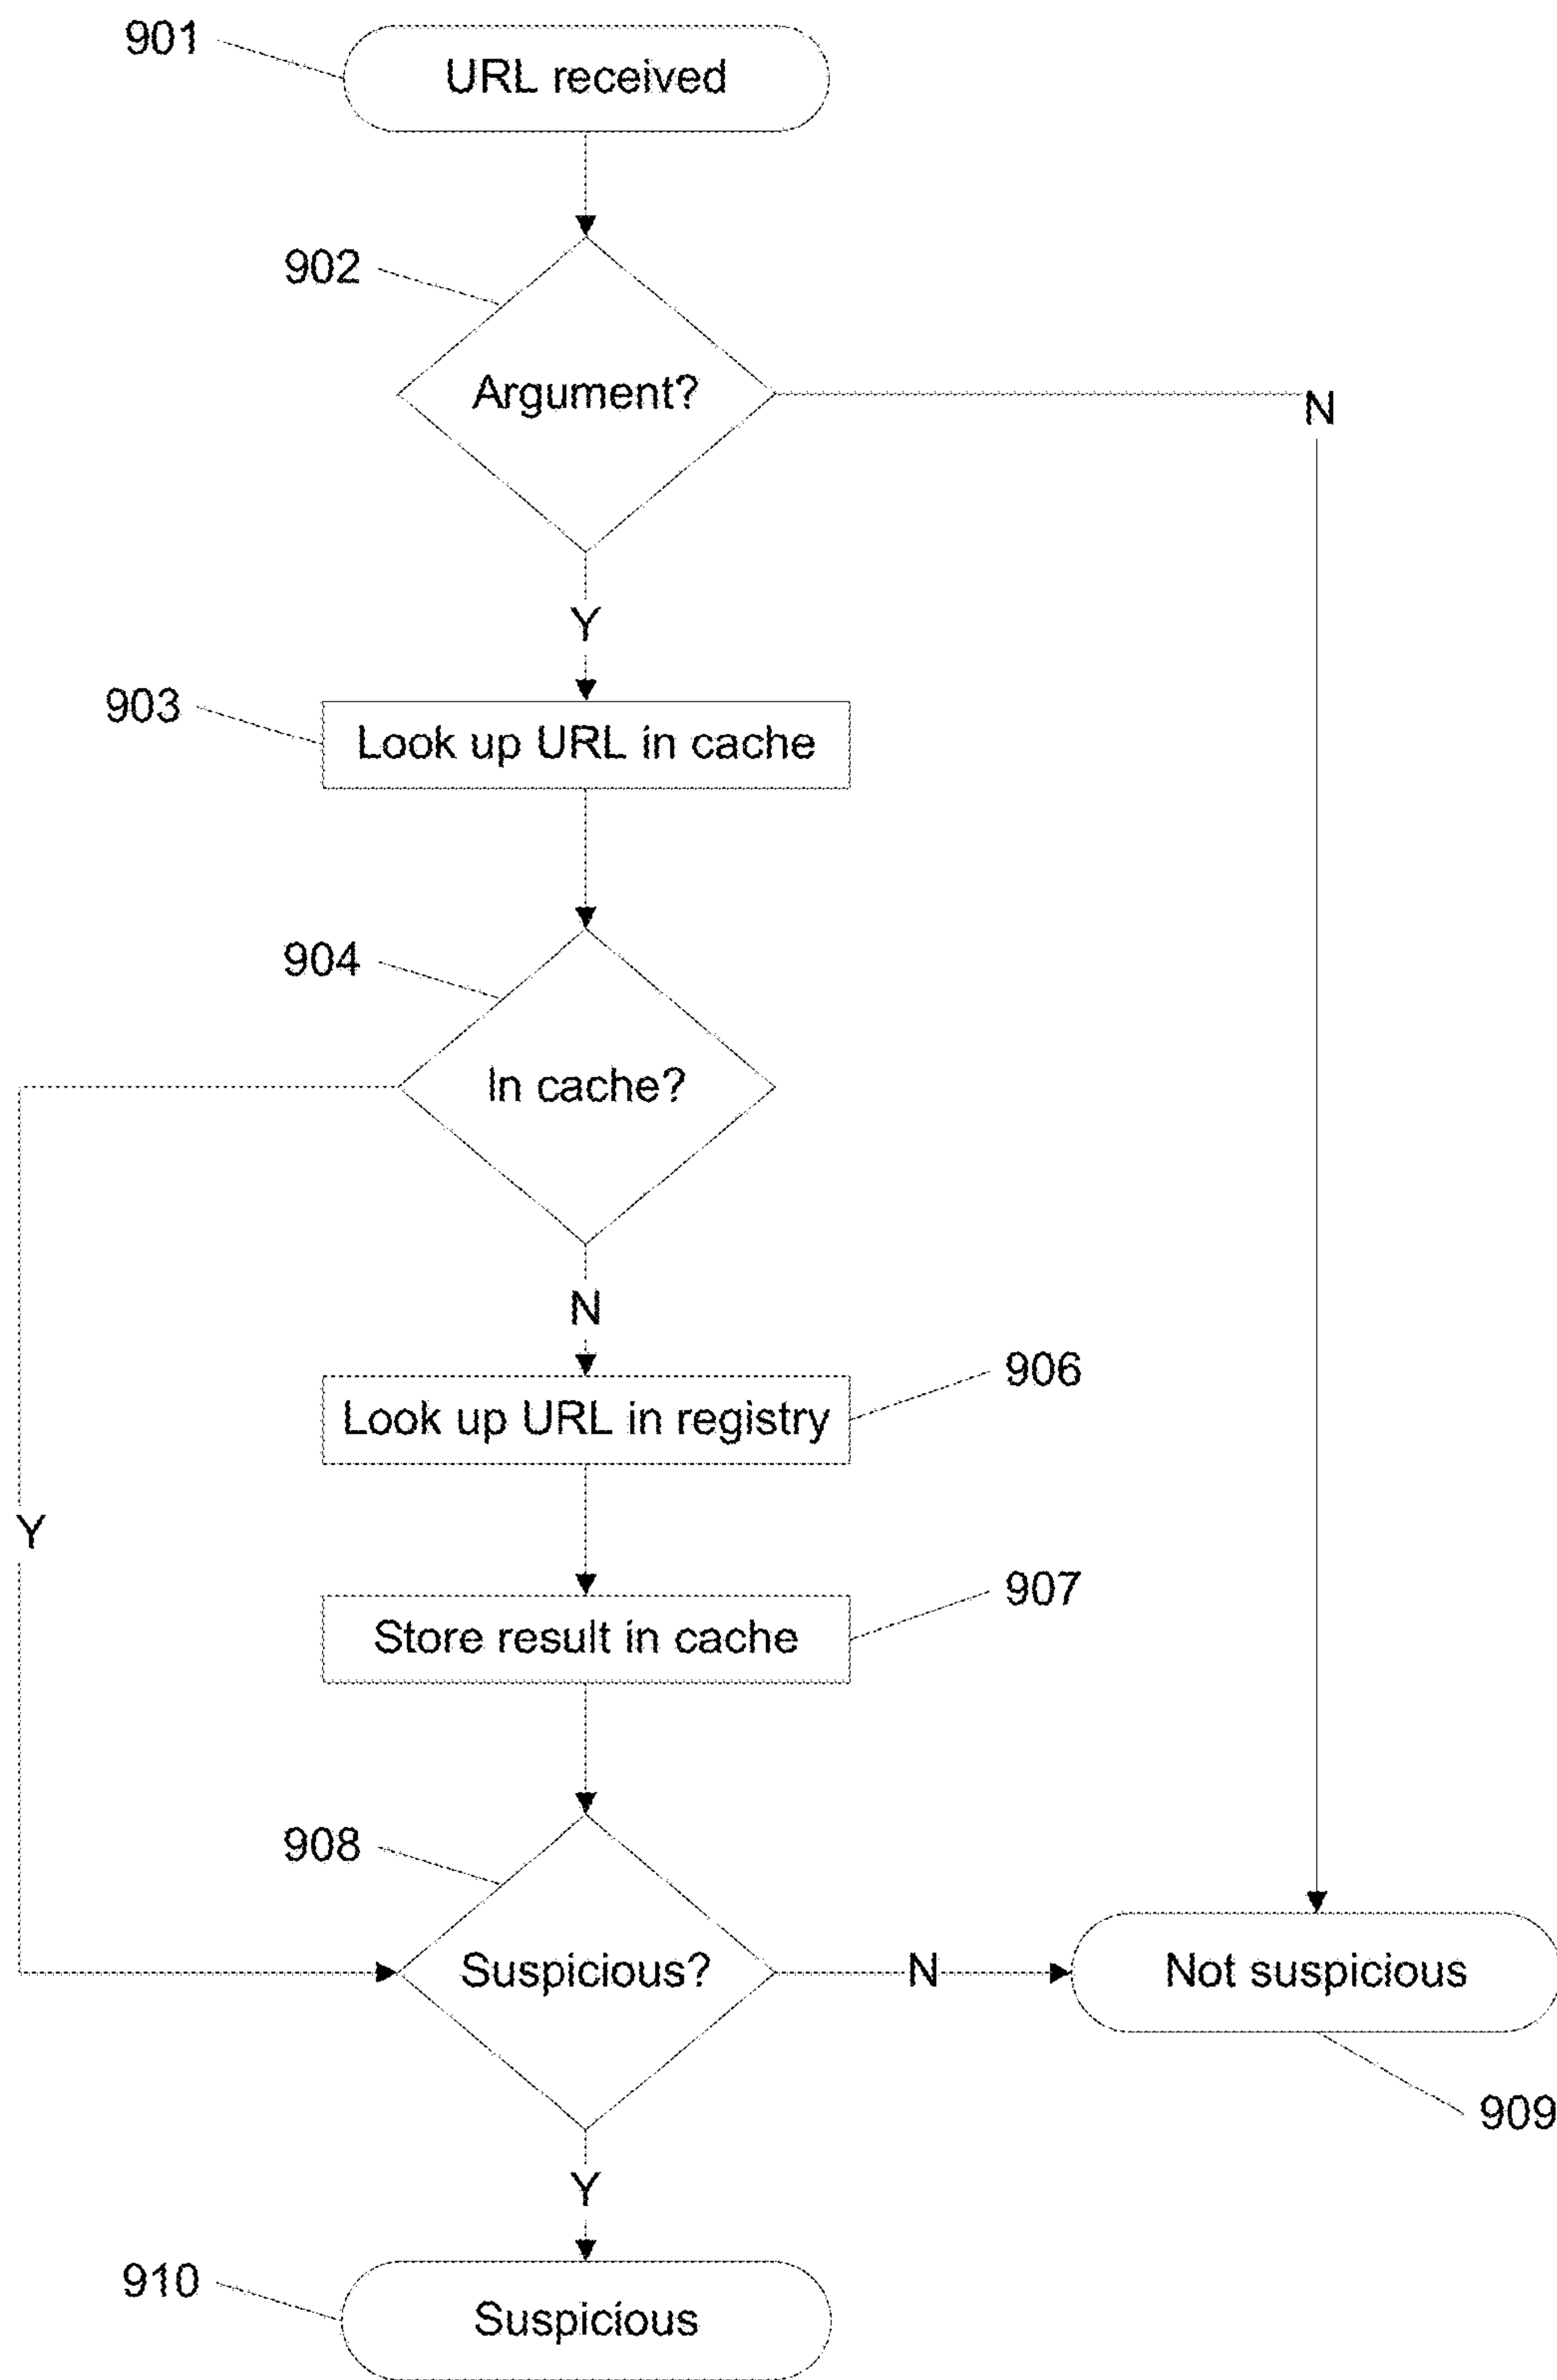 901
URL received
902
Argument?
N
Y
903
Look up URL in cache
904
In cache?
N
906
Look up URL in registry
Y
907
Store result in cache
908
Suspicious?
N
Not suspicious
909
Y
910
Suspicious